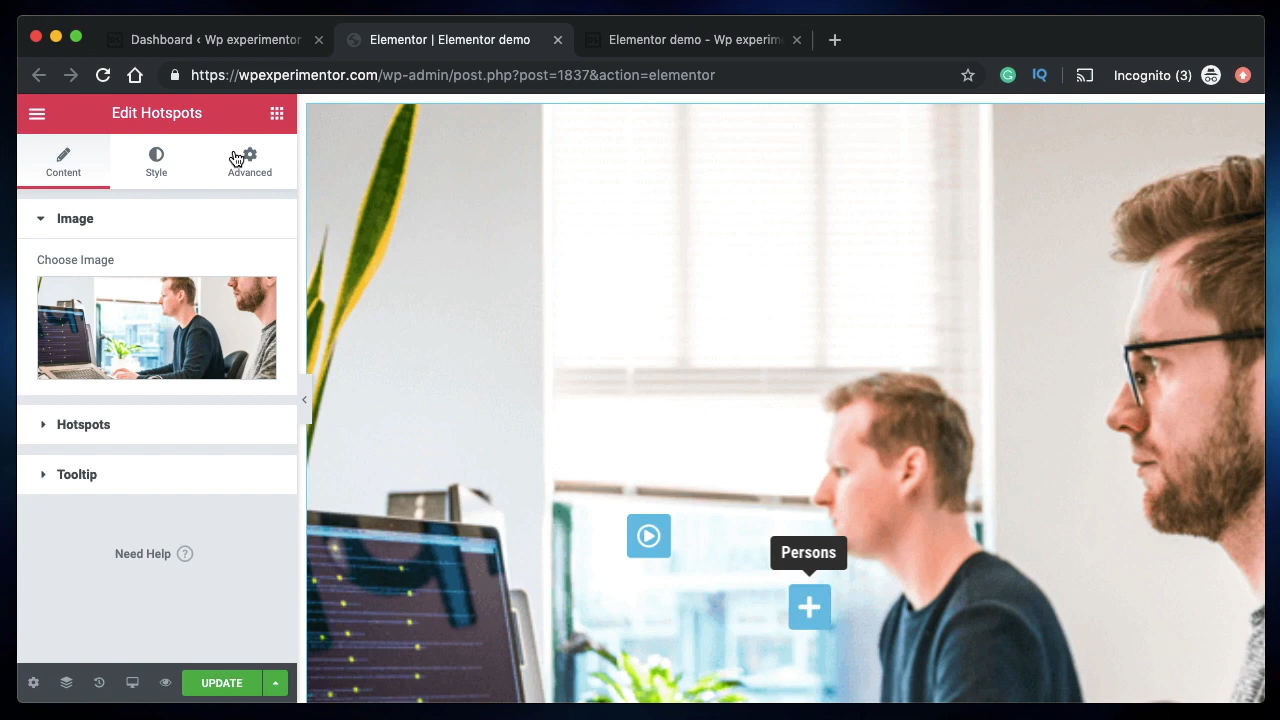 Dashboard ‹ Wp experimentor
Elementor | Elementor demo
Elementor demo - Wp experim
https://wpexperimentor.com/wp-admin/post.php?post=1837&action=elementor
IQ
Incognito (3)
Edit Hotspots
Content
Style
Advanced
Image
Choose Image
Hotspots
Tooltip
Need Help ?
UPDATE
Persons